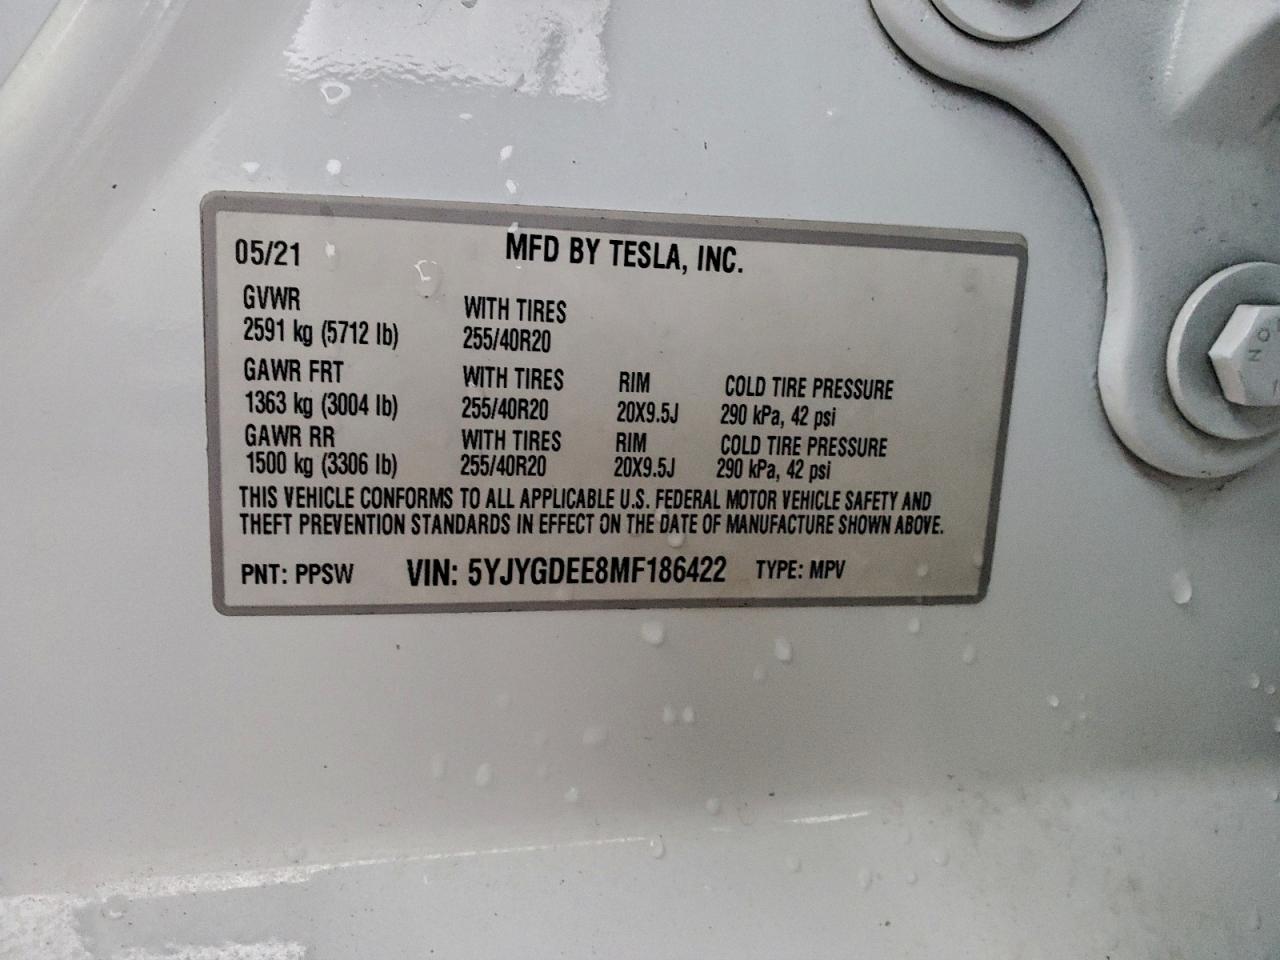 05/21 MFD BY TESLA, INC.
GVWR WITH TIRES
2591 kg (5712 lb) 255/40R20
GAWR FRT WITH TIRES RIM COLD TIRE PRESSURE
1363 kg (3004 lb) 255/40R20 20X9.5J 290 kPa, 42 psi
GAWR RR WITH TIRES RIM COLD TIRE PRESSURE
1500 kg (3306 lb) 255/40R20 20X9.5J 290 kPa, 42 psi
THIS VEHICLE CONFORMS TO ALL APPLICABLE U.S. FEDERAL MOTOR VEHICLE SAFETY AND
THEFT PREVENTION STANDARDS IN EFFECT ON THE DATE OF MANUFACTURE SHOWN ABOVE.
PNT: PPSW VIN: 5YJYGDEE8MF186422 TYPE: MPV